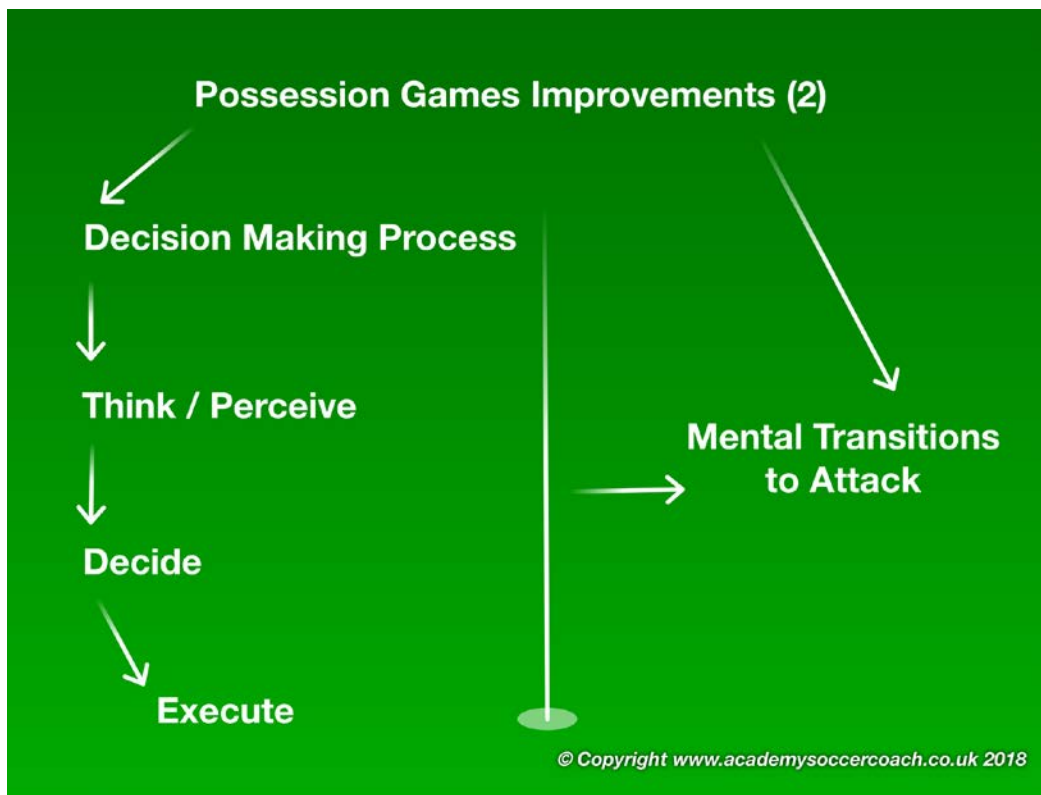 Possession Games Improvements (2)
Decision Making Process
Think / Perceive
Decide
Execute
Mental Transitions
to Attack
© Copyright www.academysoccercoach.co.uk 2018